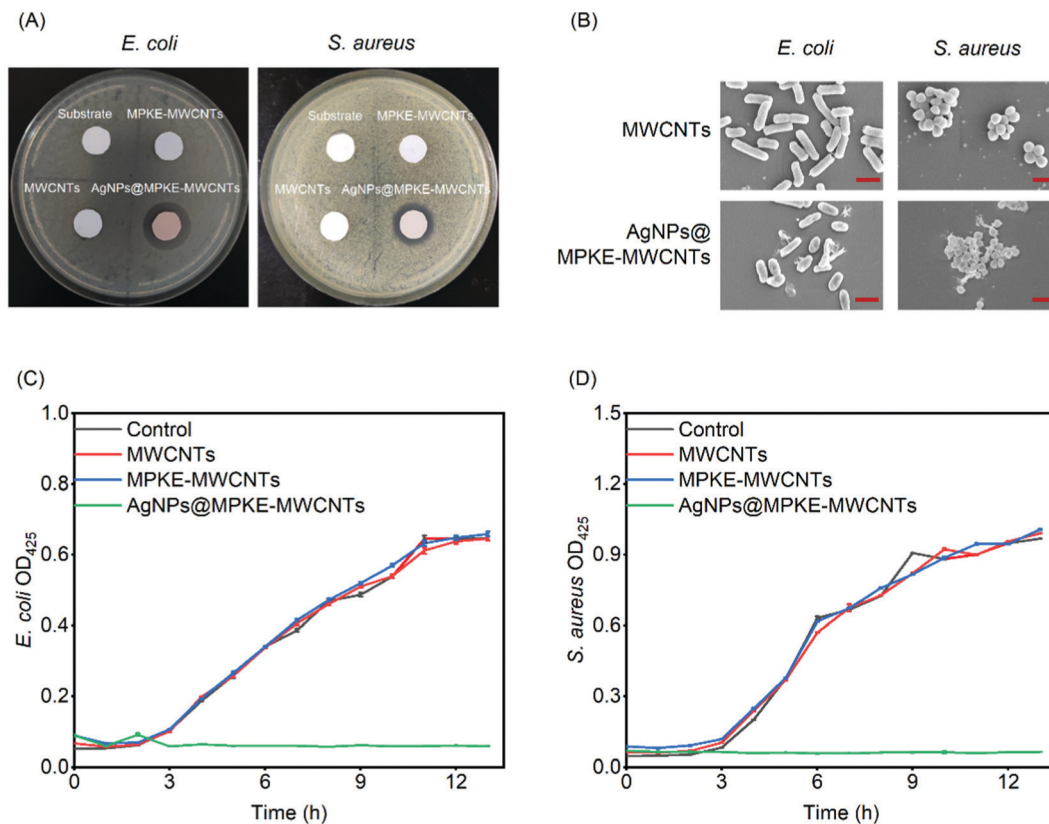 (A)
E. coli S. aureus
Substrate MPKE-MWCNTs
MWCNTs AgNPs@MPKE-MWCNTs
Substrate MPKE-MWCNTs
MWCNTs AgNPs@MPKE-MWCNTs
(B)
E. coli S. aureus
MWCNTs
AgNPs@
MPKE-MWCNTs
(C)
1.0
0.8
0.6
0.4
0.2
0.0
E. coli OD425
Control
MWCNTs
MPKE-MWCNTs
AgNPs@MPKE-MWCNTs
0 3 6 9 12
Time (h)
(D)
1.5
1.2
0.9
0.6
0.3
0.0
S. aureus OD425
Control
MWCNTs
MPKE-MWCNTs
AgNPs@MPKE-MWCNTs
0 3 6 9 12
Time (h)